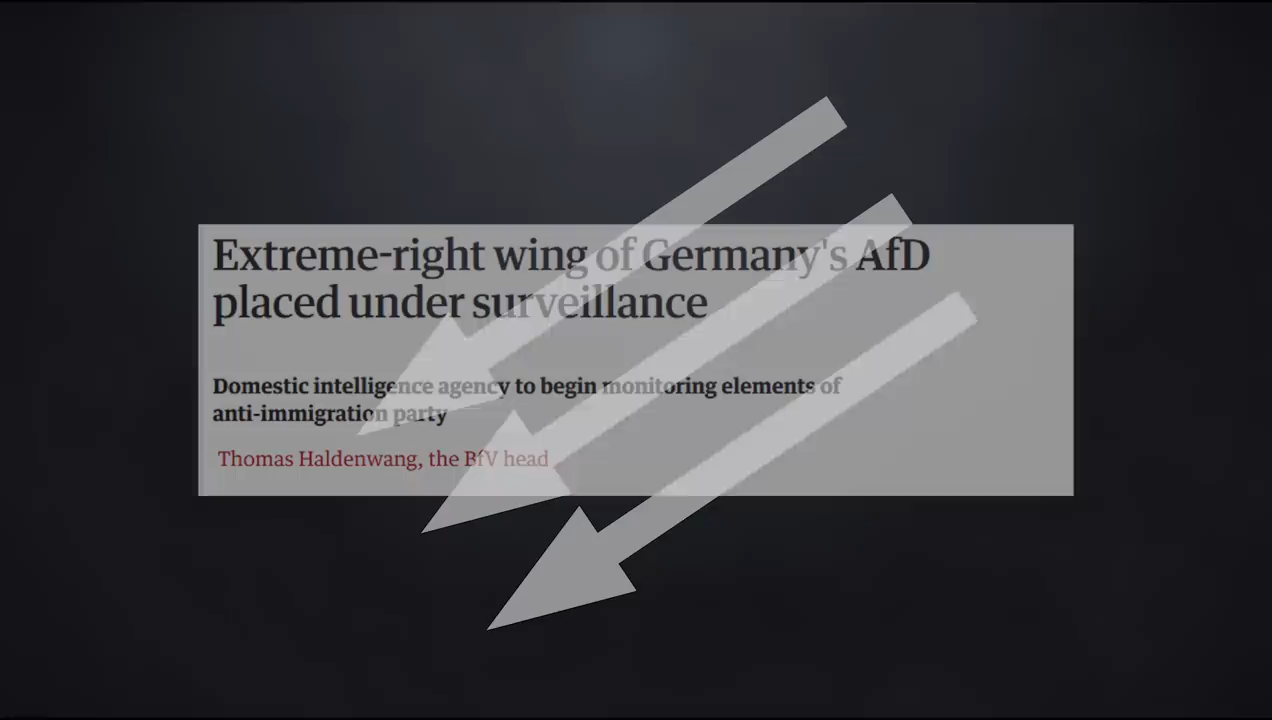 Extreme-right wing of Germany's AfD
placed under surveillance
Domestic intelligence agency to begin monitoring elements of
anti-immigration party
Thomas Haldenwang, the BfV head